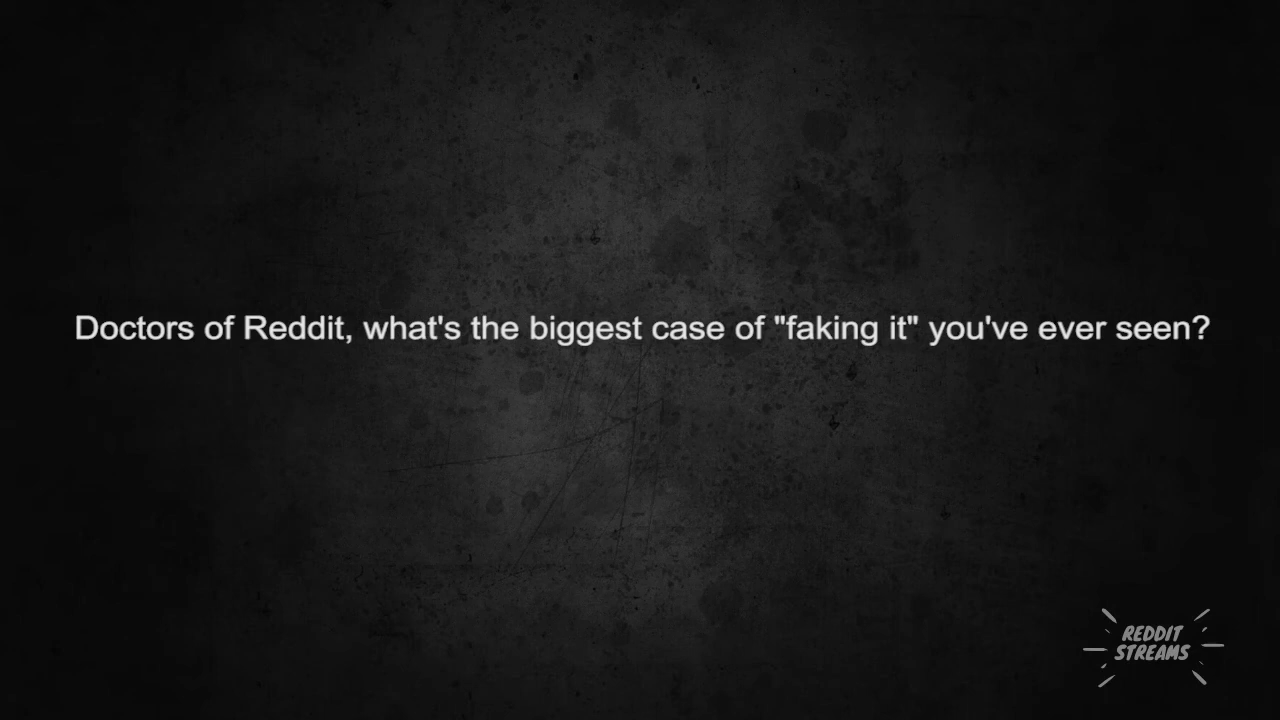 Doctors of Reddit, what's the biggest case of "faking it" you've ever seen?
REDDIT
STREAMS